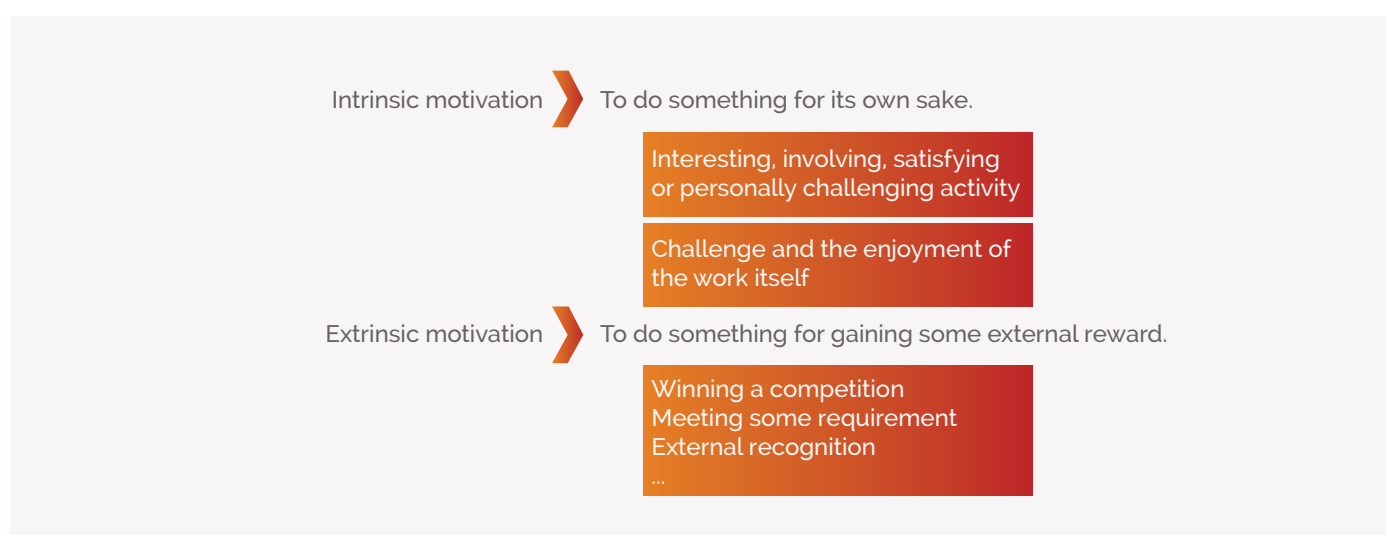 Intrinsic motivation To do something for its own sake.
Interesting, involving, satisfying
or personally challenging activity
Challenge and the enjoyment of
the work itself
Extrinsic motivation To do something for gaining some external reward.
Winning a competition
Meeting some requirement
External recognition
...